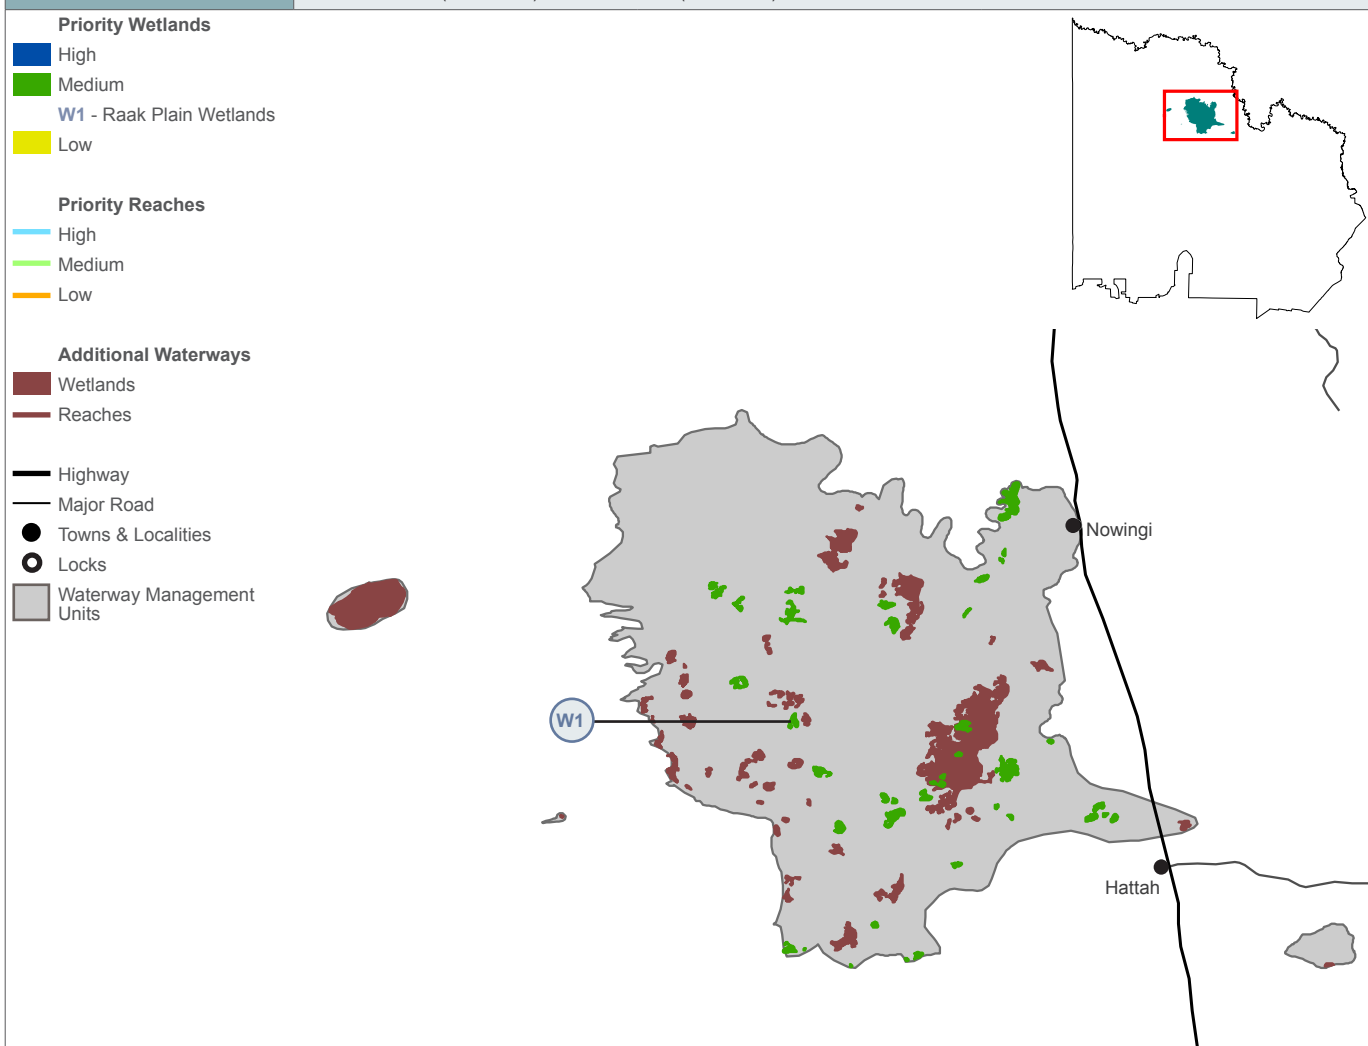 Priority Wetlands
High
Medium
W1 - Raak Plain Wetlands
Low
Priority Reaches
High
Medium
Low
Additional Waterways
Wetlands
Reaches
Highway
Major Road
Towns & Localities
Locks
Waterway Management
Units
Nowingi
W1
Hattah